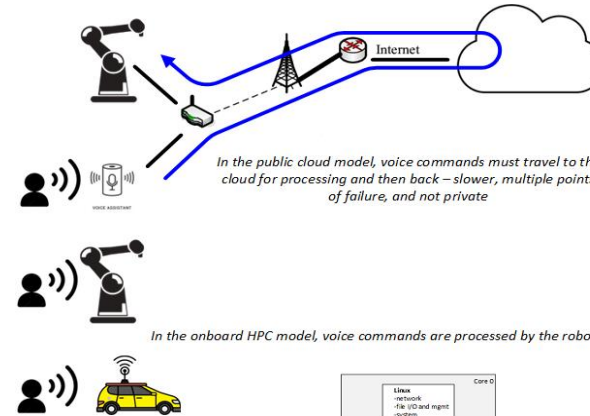 Internet
In the public cloud model, voice commands must travel to th
cloud for processing and then back – slower, multiple point
of failure, and not private
VOICE ASSISTANT
In the onboard HPC model, voice commands are processed by the robo
Core 0
Linux
-network
-file I/O and mgmt
-system